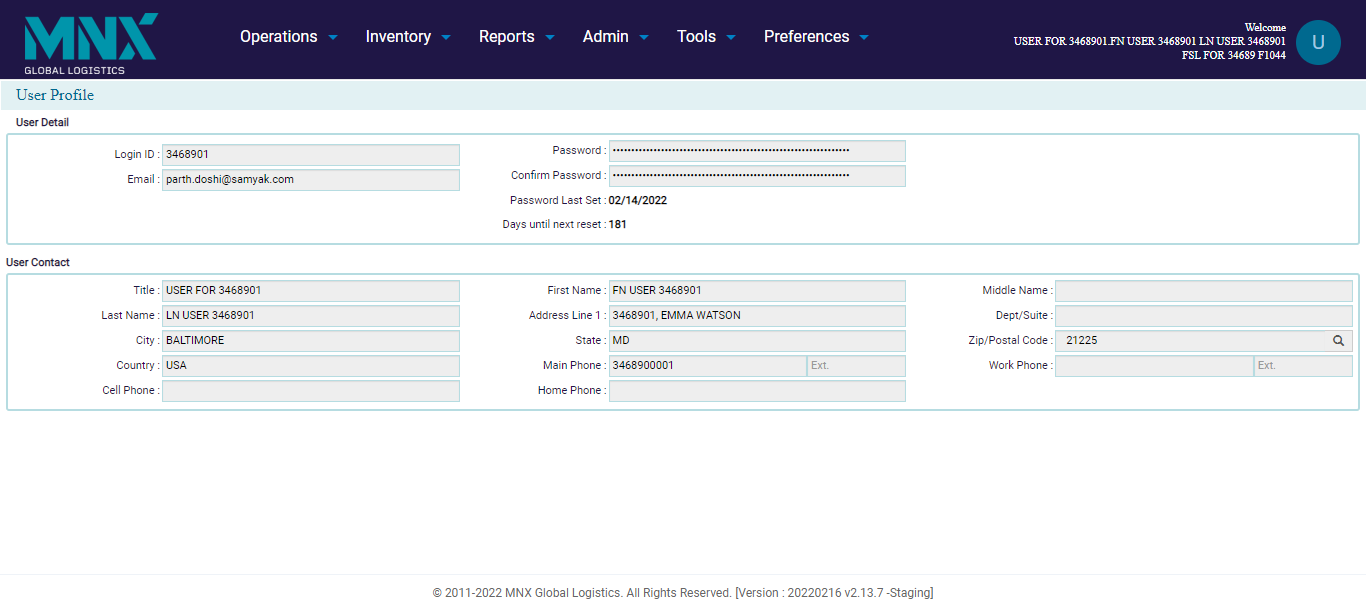 MNX
GLOBAL LOGISTICS
Operations Inventory Reports Admin Tools Preferences
Welcome
USER FOR 3468901.FN USER 3468901 LN USER 3468901
FSL FOR 34689 F1044
U
User Profile
User Detail
Login ID : 3468901
Password : ••••••••••••••••••••••••••••••••••••••••••••••••••••••••••••••••
Email : parth.doshi@samyak.com
Confirm Password : ••••••••••••••••••••••••••••••••••••••••••••••••••••••••••••••••
Password Last Set : 02/14/2022
Days until next reset : 181
User Contact
Title : USER FOR 3468901 First Name : FN USER 3468901 Middle Name :
Last Name : LN USER 3468901 Address Line 1 : 3468901, EMMA WATSON Dept/Suite :
City : BALTIMORE State : MD Zip/Postal Code : 21225
Country : USA Main Phone : 3468900001 Ext. Work Phone : Ext.
Cell Phone : Home Phone :
© 2011-2022 MNX Global Logistics. All Rights Reserved. [Version : 20220216 v2.13.7 -Staging]